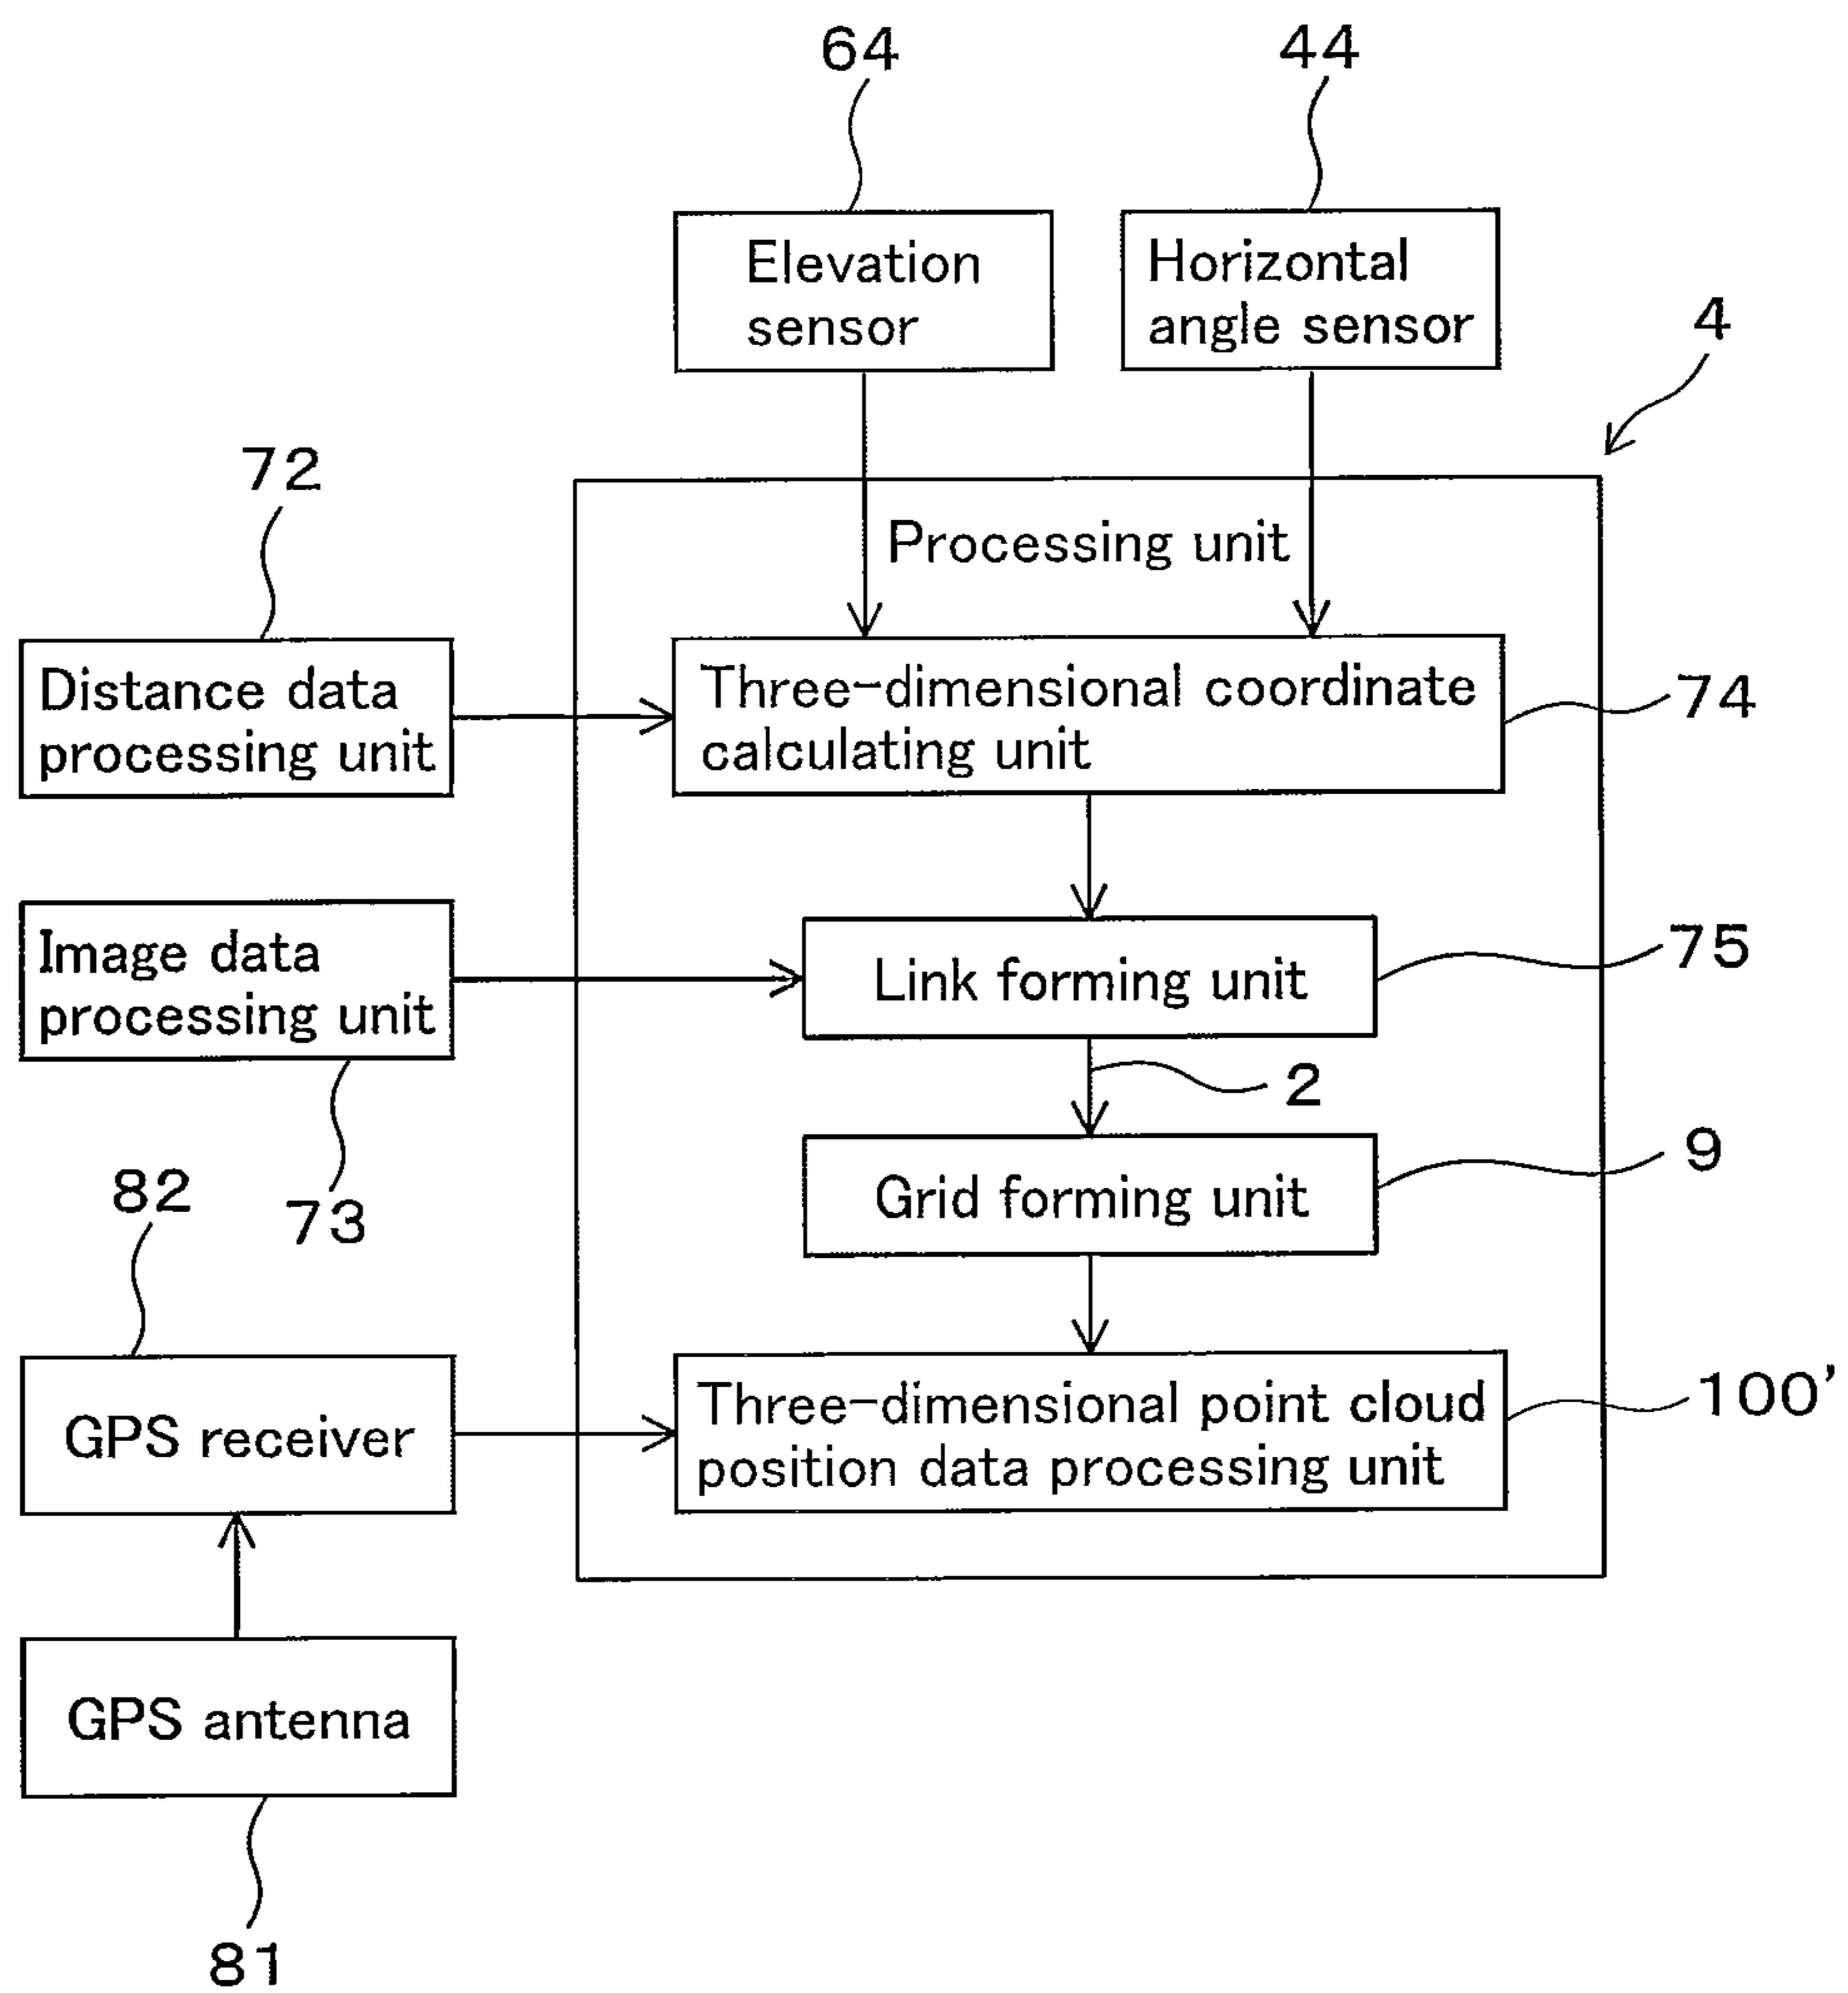 64
44
Elevation
sensor
Horizontal
angle sensor
4
72
Processing unit
Distance data
processing unit
Three-dimensional coordinate
calculating unit
74
Image data
processing unit
Link forming unit
75
2
73
82
Grid forming unit
9
GPS receiver
Three-dimensional point cloud
position data processing unit
100'
GPS antenna
81